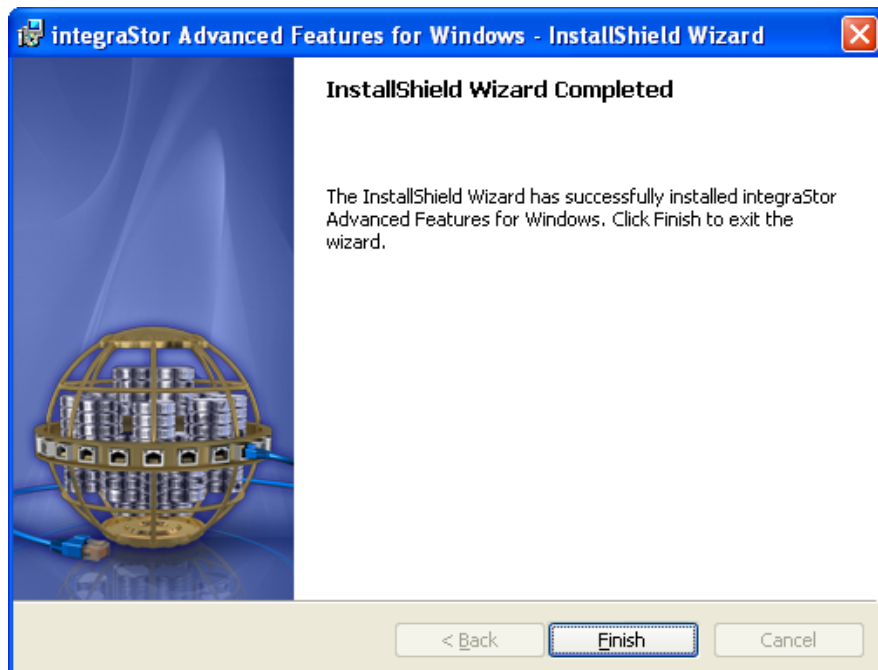 integraStor Advanced Features for Windows - InstallShield Wizard
InstallShield Wizard Completed
The InstallShield Wizard has successfully installed integraStor
Advanced Features for Windows. Click Finish to exit the
wizard.
< Back
Finish
Cancel